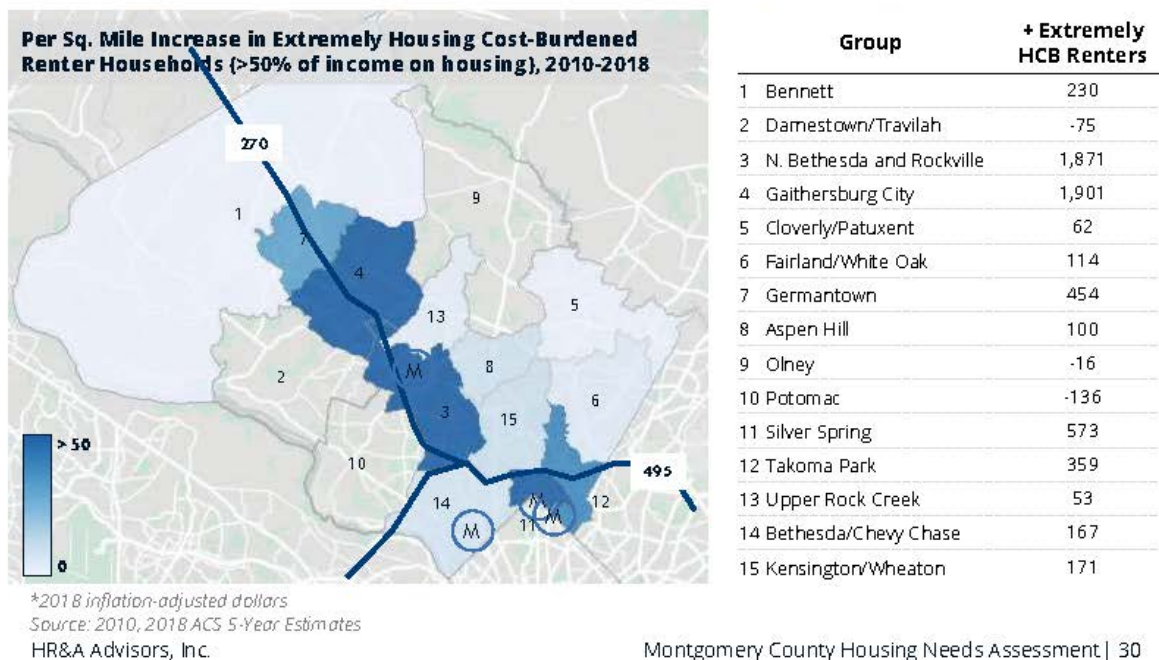 Per Sq. Mile Increase in Extremely Housing Cost-Burdened
Renter Households (>50% of income on housing), 2010-2018
270
1
9
7
4
5
13
8
2
M
6
3
15
10
495
14
M
12
M
11
M
> 50
0
Group + Extremely HCB Renters
1 Bennett 230
2 Darnestown/Travilah -75
3 N. Bethesda and Rockville 1,871
4 Gaithersburg City 1,901
5 Cloverly/Patuxent 62
6 Fairland/White Oak 114
7 Germantown 454
8 Aspen Hill 100
9 Olney -16
10 Potomac -136
11 Silver Spring 573
12 Takoma Park 359
13 Upper Rock Creek 53
14 Bethesda/Chevy Chase 167
15 Kensington/Wheaton 171
*2018 inflation-adjusted dollars
Source: 2010, 2018 ACS 5-Year Estimates
HR&A Advisors, Inc.
Montgomery County Housing Needs Assessment | 30